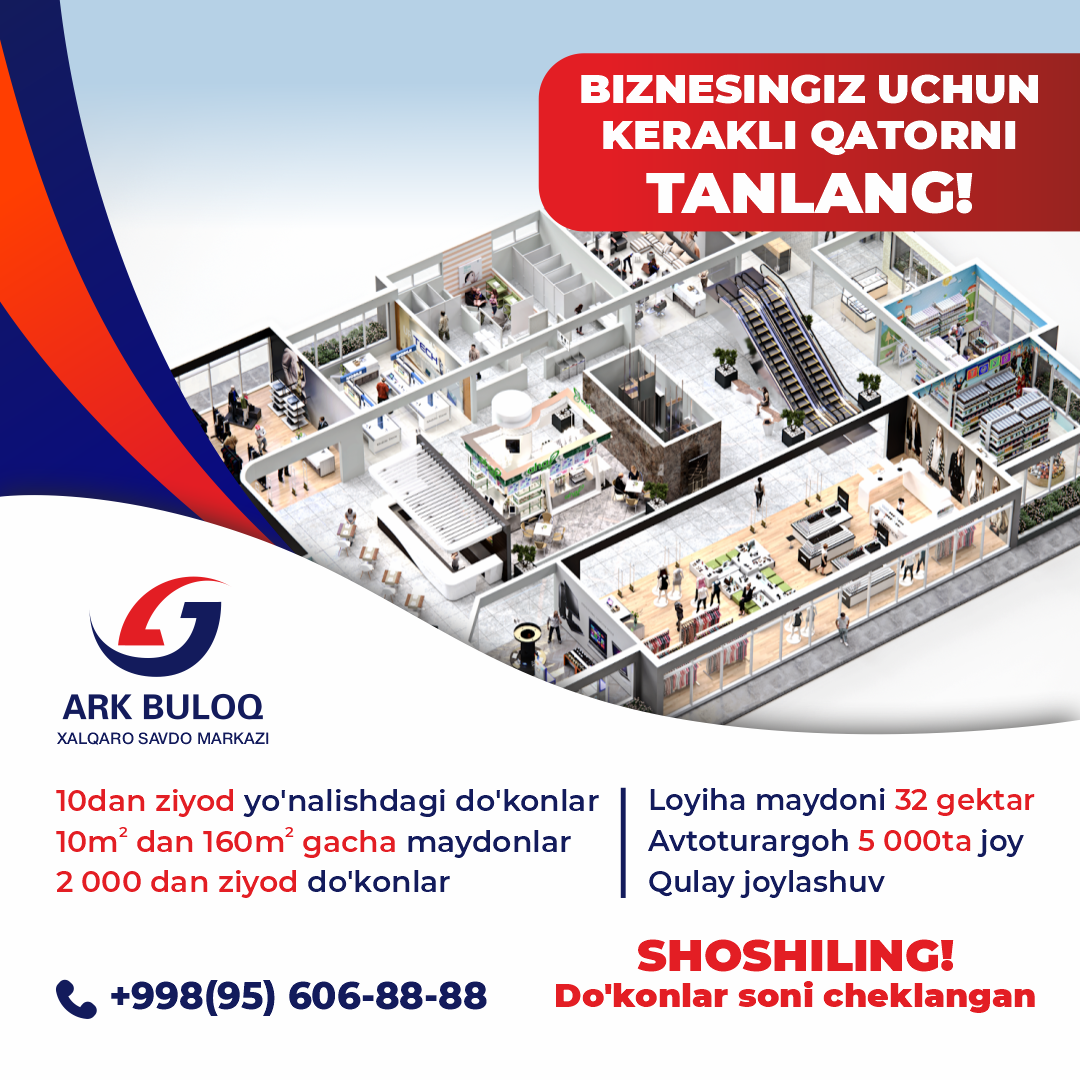 BIZNESINGIZ UCHUN
KERAKLI QATORNI
TANLANG!
TECH
ARK BULOQ
XALQARO SAVDO MARKAZI
10dan ziyod yo'nalishdagi do'konlar
10m² dan 160m² gacha maydonlar
2 000 dan ziyod do'konlar
Loyiha maydoni 32 gektar
Avtoturargoh 5 000ta joy
Qulay joylashuv
SHOSHILING!
Do'konlar soni cheklangan
+998(95) 606-88-88